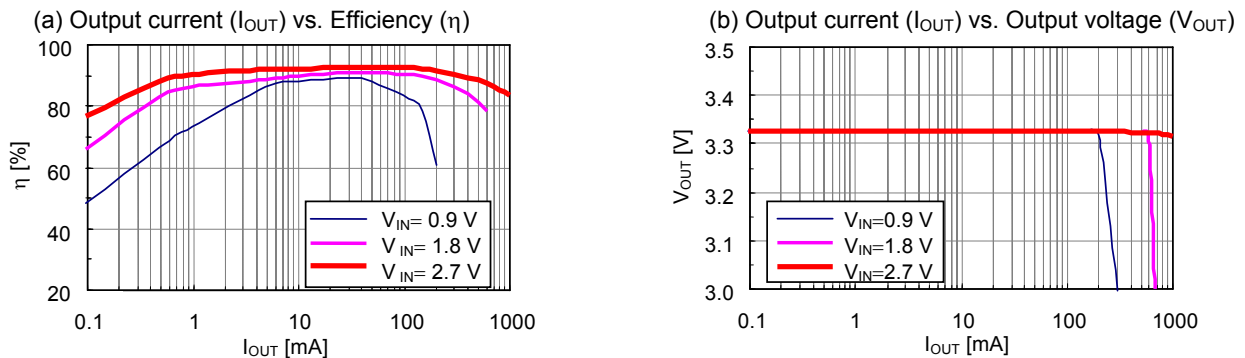 (a) Output current (IOUT) vs. Efficiency (η)
100
80
60
40
20
η [%]
VIN= 0.9 V
VIN= 1.8 V
VIN= 2.7 V
0.1
1
10
100
1000
IOUT [mA]
(b) Output current (IOUT) vs. Output voltage (VOUT)
3.5
3.4
3.3
3.2
3.1
3.0
VOUT [V]
VIN=0.9 V
VIN=1.8 V
VIN=2.7 V
0.1
1
10
100
1000
IOUT [mA]